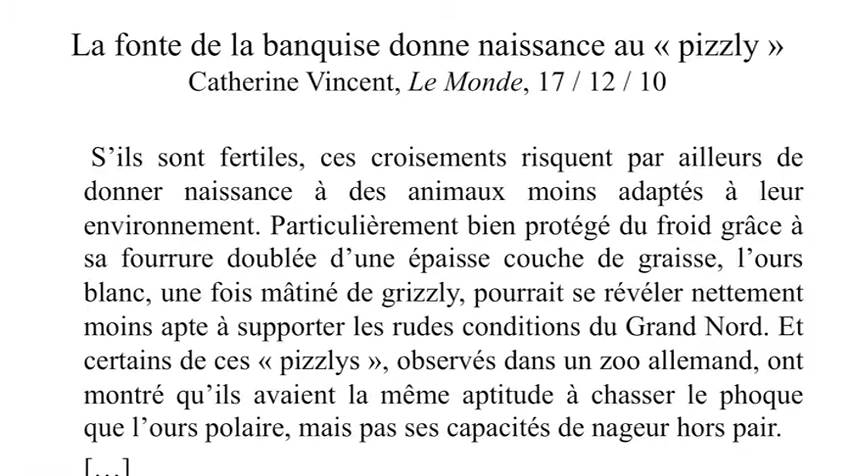 La fonte de la banquise donne naissance au « pizzly »
Catherine Vincent, Le Monde, 17 / 12 / 10
S’ils sont fertiles, ces croisements risquent par ailleurs de
donner naissance à des animaux moins adaptés à leur
environnement. Particulièrement bien protégé du froid grâce à
sa fourrure doublée d’une épaisse couche de graisse, l’ours
blanc, une fois mâtiné de grizzly, pourrait se révéler nettement
moins apte à supporter les rudes conditions du Grand Nord. Et
certains de ces « pizzlys », observés dans un zoo allemand, ont
montré qu’ils avaient la même aptitude à chasser le phoque
que l’ours polaire, mais pas ses capacités de nageur hors pair.
[…]